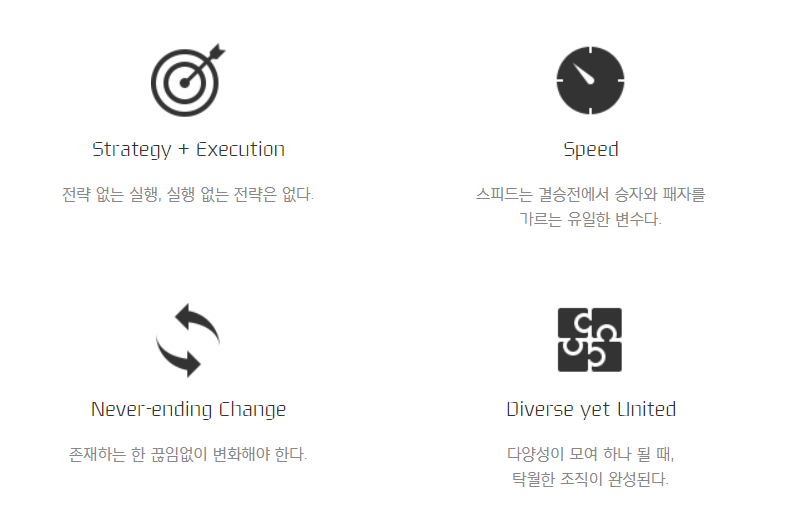 Strategy + Execution
전략 없는 실행, 실행 없는 전략은 없다.
Speed
스피드는 결승전에서 승자와 패자를
가르는 유일한 변수다.
Never-ending Change
존재하는 한 끊임없이 변화해야 한다.
Diverse yet United
다양성이 모여 하나 될 때,
탁월한 조직이 완성된다.